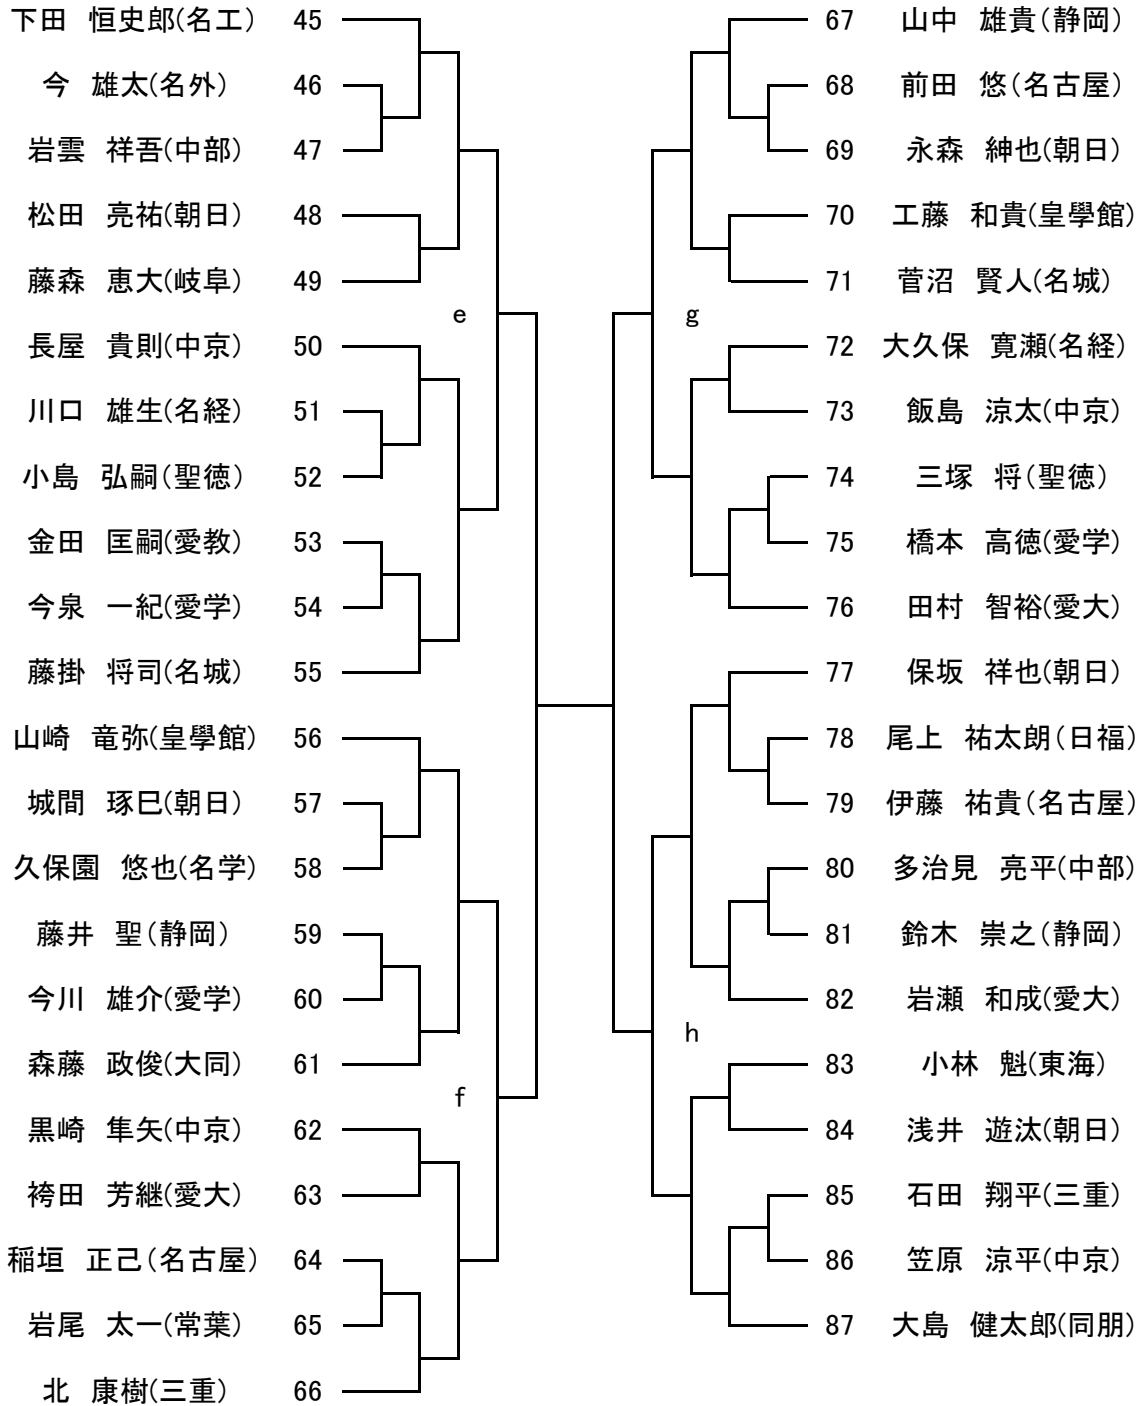 下田 恒史郎(名工) 45
今 雄太(名外) 46
岩雲 祥吾(中部) 47
松田 亮祐(朝日) 48
藤森 恵大(岐阜) 49
e
長屋 貴則(中京) 50
川口 雄生(名経) 51
小島 弘嗣(聖徳) 52
金田 匡嗣(愛教) 53
今泉 一紀(愛学) 54
藤掛 将司(名城) 55
山崎 竜弥(皇學館) 56
城間 琢巳(朝日) 57
久保園 悠也(名学) 58
藤井 聖(静岡) 59
今川 雄介(愛学) 60
森藤 政俊(大同) 61
f
黒崎 隼矢(中京) 62
袴田 芳継(愛大) 63
稲垣 正己(名古屋) 64
岩尾 太一(常葉) 65
北 康樹(三重) 66
67 山中 雄貴(静岡)
68 前田 悠(名古屋)
69 永森 紳也(朝日)
70 工藤 和貴(皇學館)
71 菅沼 賢人(名城)
g
72 大久保 寛瀬(名経)
73 飯島 涼太(中京)
74 三塚 将(聖徳)
75 橋本 高徳(愛学)
76 田村 智裕(愛大)
77 保坂 祥也(朝日)
78 尾上 祐太朗(日福)
79 伊藤 祐貴(名古屋)
80 多治見 亮平(中部)
81 鈴木 崇之(静岡)
82 岩瀬 和成(愛大)
h
83 小林 魁(東海)
84 浅井 遊汰(朝日)
85 石田 翔平(三重)
86 笠原 涼平(中京)
87 大島 健太郎(同朋)